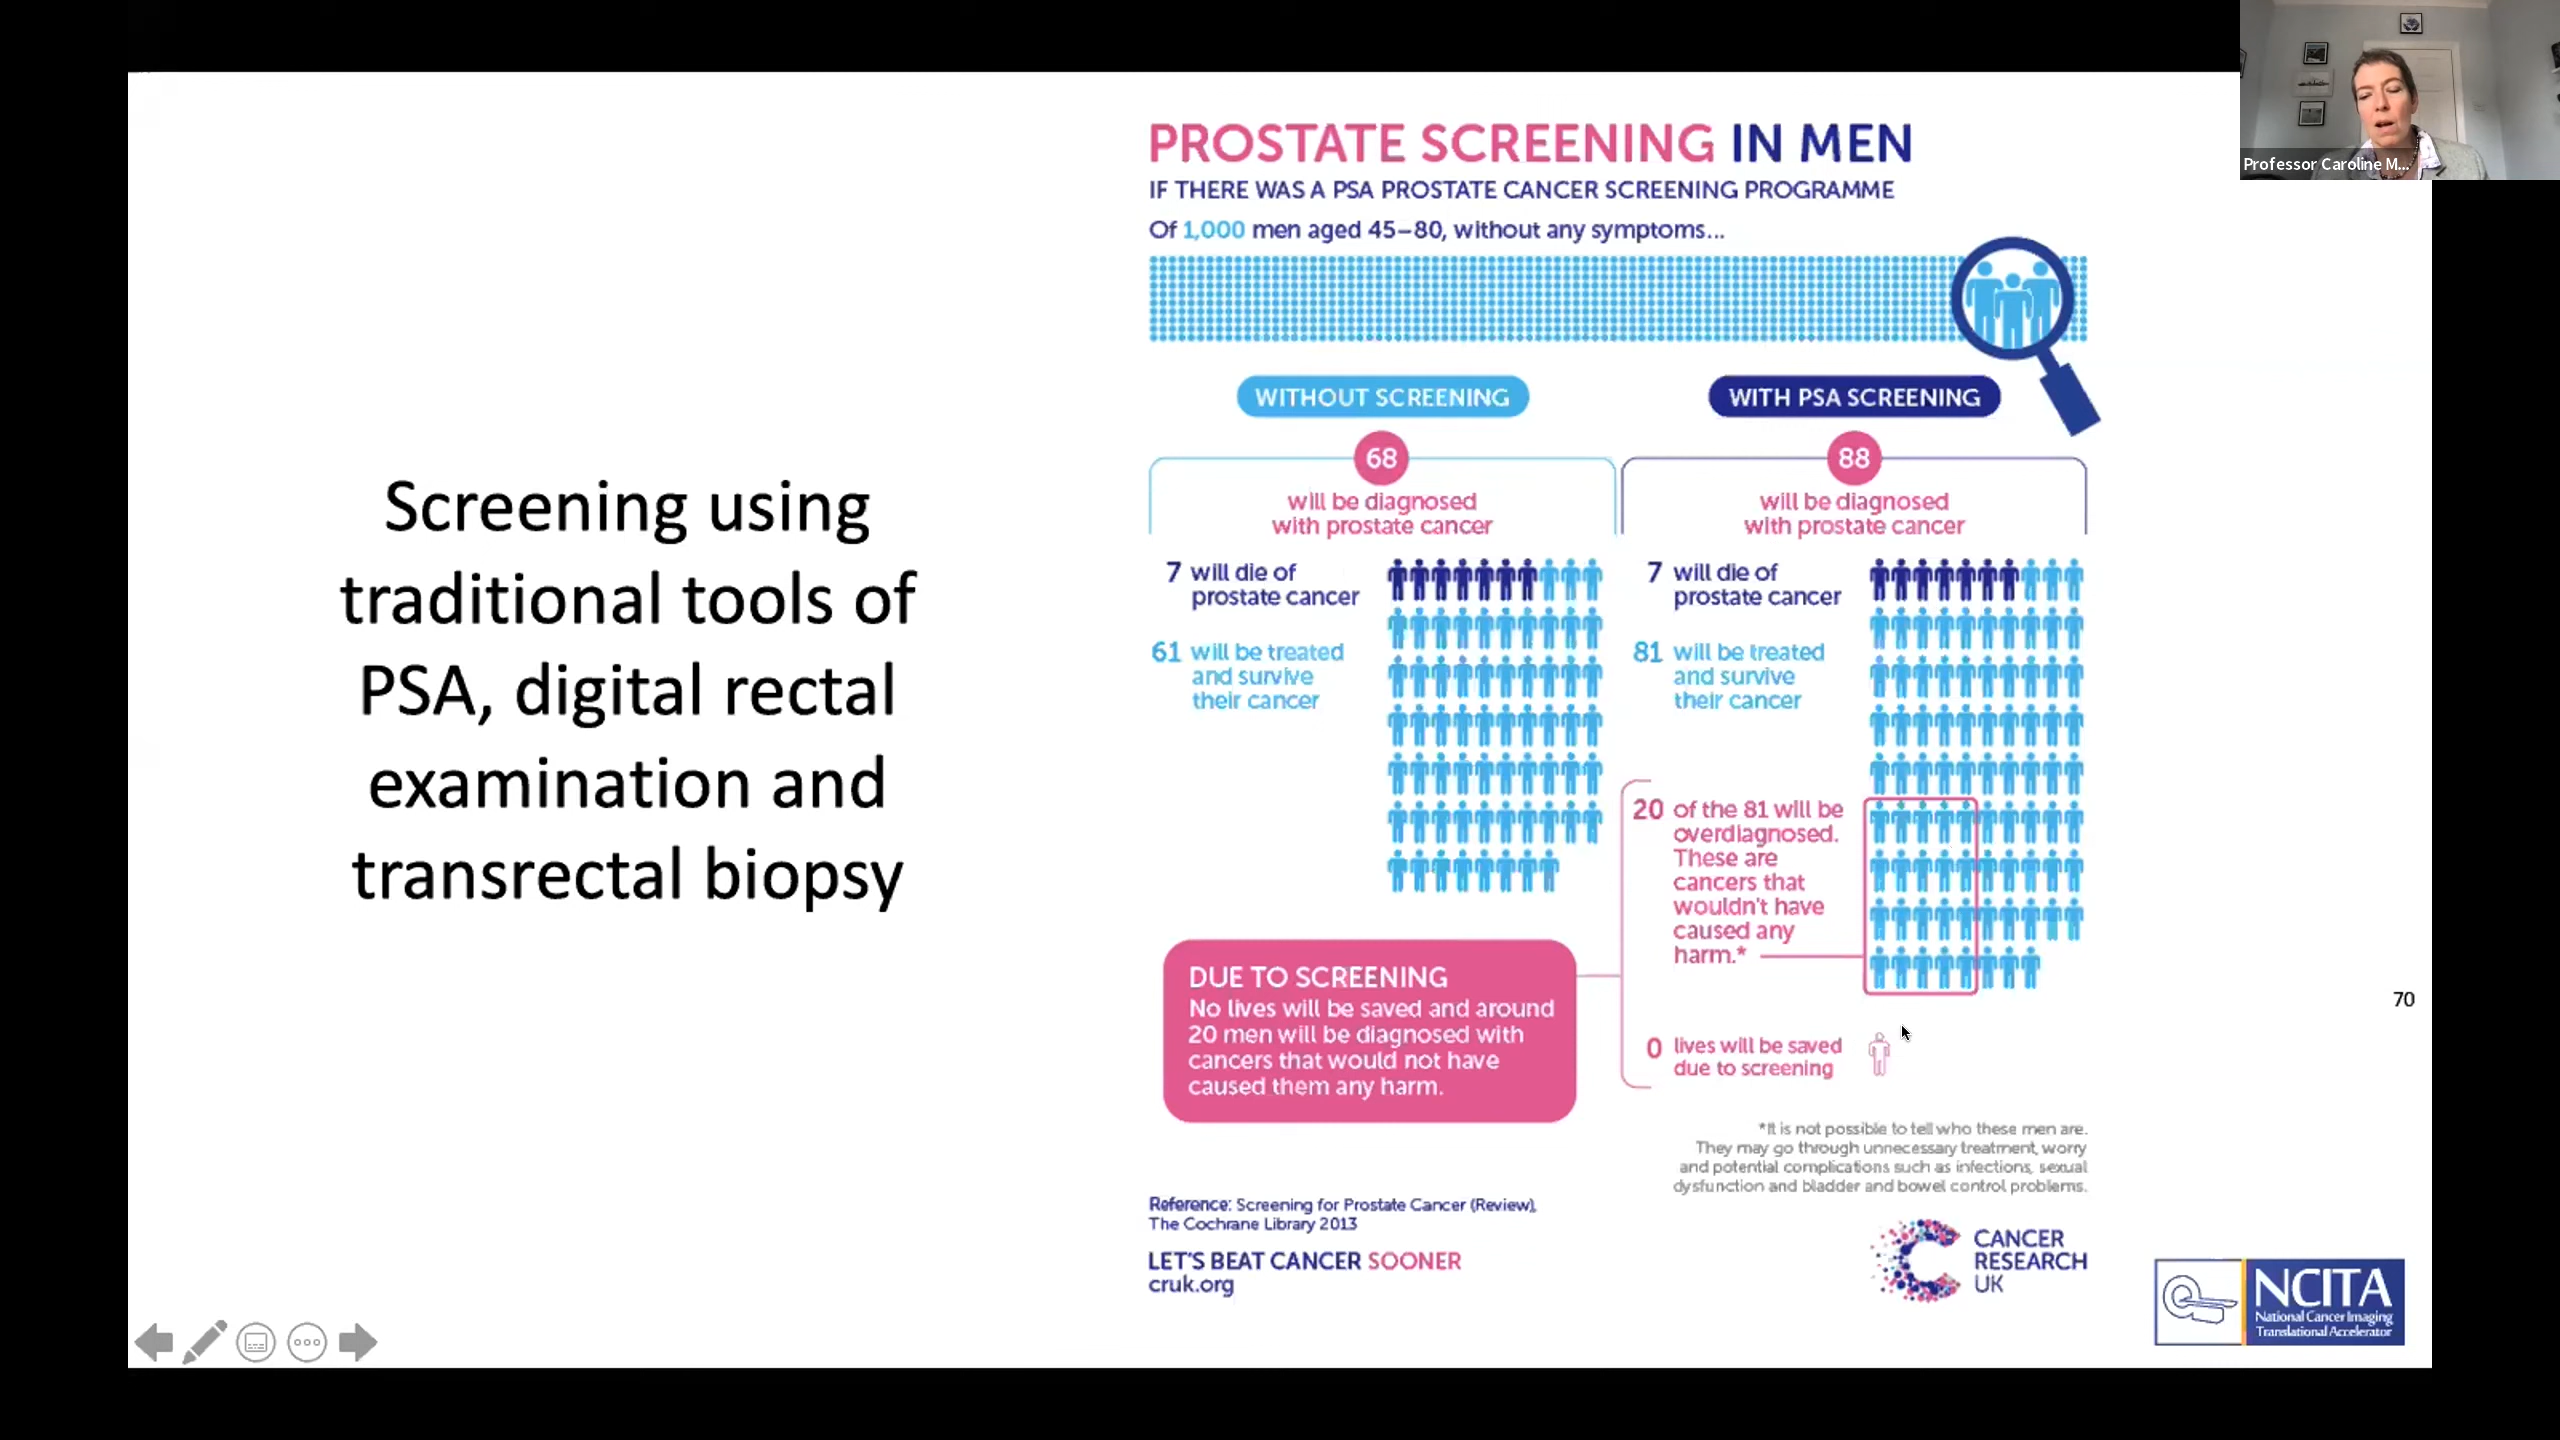 Professor Caroline M...
Screening using
traditional tools of
PSA, digital rectal
examination and
transrectal biopsy
PROSTATE SCREENING IN MEN
IF THERE WAS A PSA PROSTATE CANCER SCREENING PROGRAMME
Of 1,000 men aged 45–80, without any symptoms...
WITHOUT SCREENING
68
will be diagnosed
with prostate cancer
7 will die of
prostate cancer
61 will be treated
and survive
their cancer
WITH PSA SCREENING
88
will be diagnosed
with prostate cancer
7 will die of
prostate cancer
81 will be treated
and survive
their cancer
20 of the 81 will be
overdiagnosed.
These are
cancers that
wouldn't have
caused any
harm.*
0 lives will be saved
due to screening
DUE TO SCREENING
No lives will be saved and around
20 men will be diagnosed with
cancers that would not have
caused them any harm.
*It is not possible to tell who these men are.
They may go through unnecessary treatment, worry
and potential complications such as infections, sexual
dysfunction and bladder and bowel control problems.
Reference: Screening for Prostate Cancer (Review),
The Cochrane Library 2013
LET'S BEAT CANCER SOONER
cruk.org
CANCER
RESEARCH
UK
70
NCITA
National Cancer Imaging
Translational Accelerator